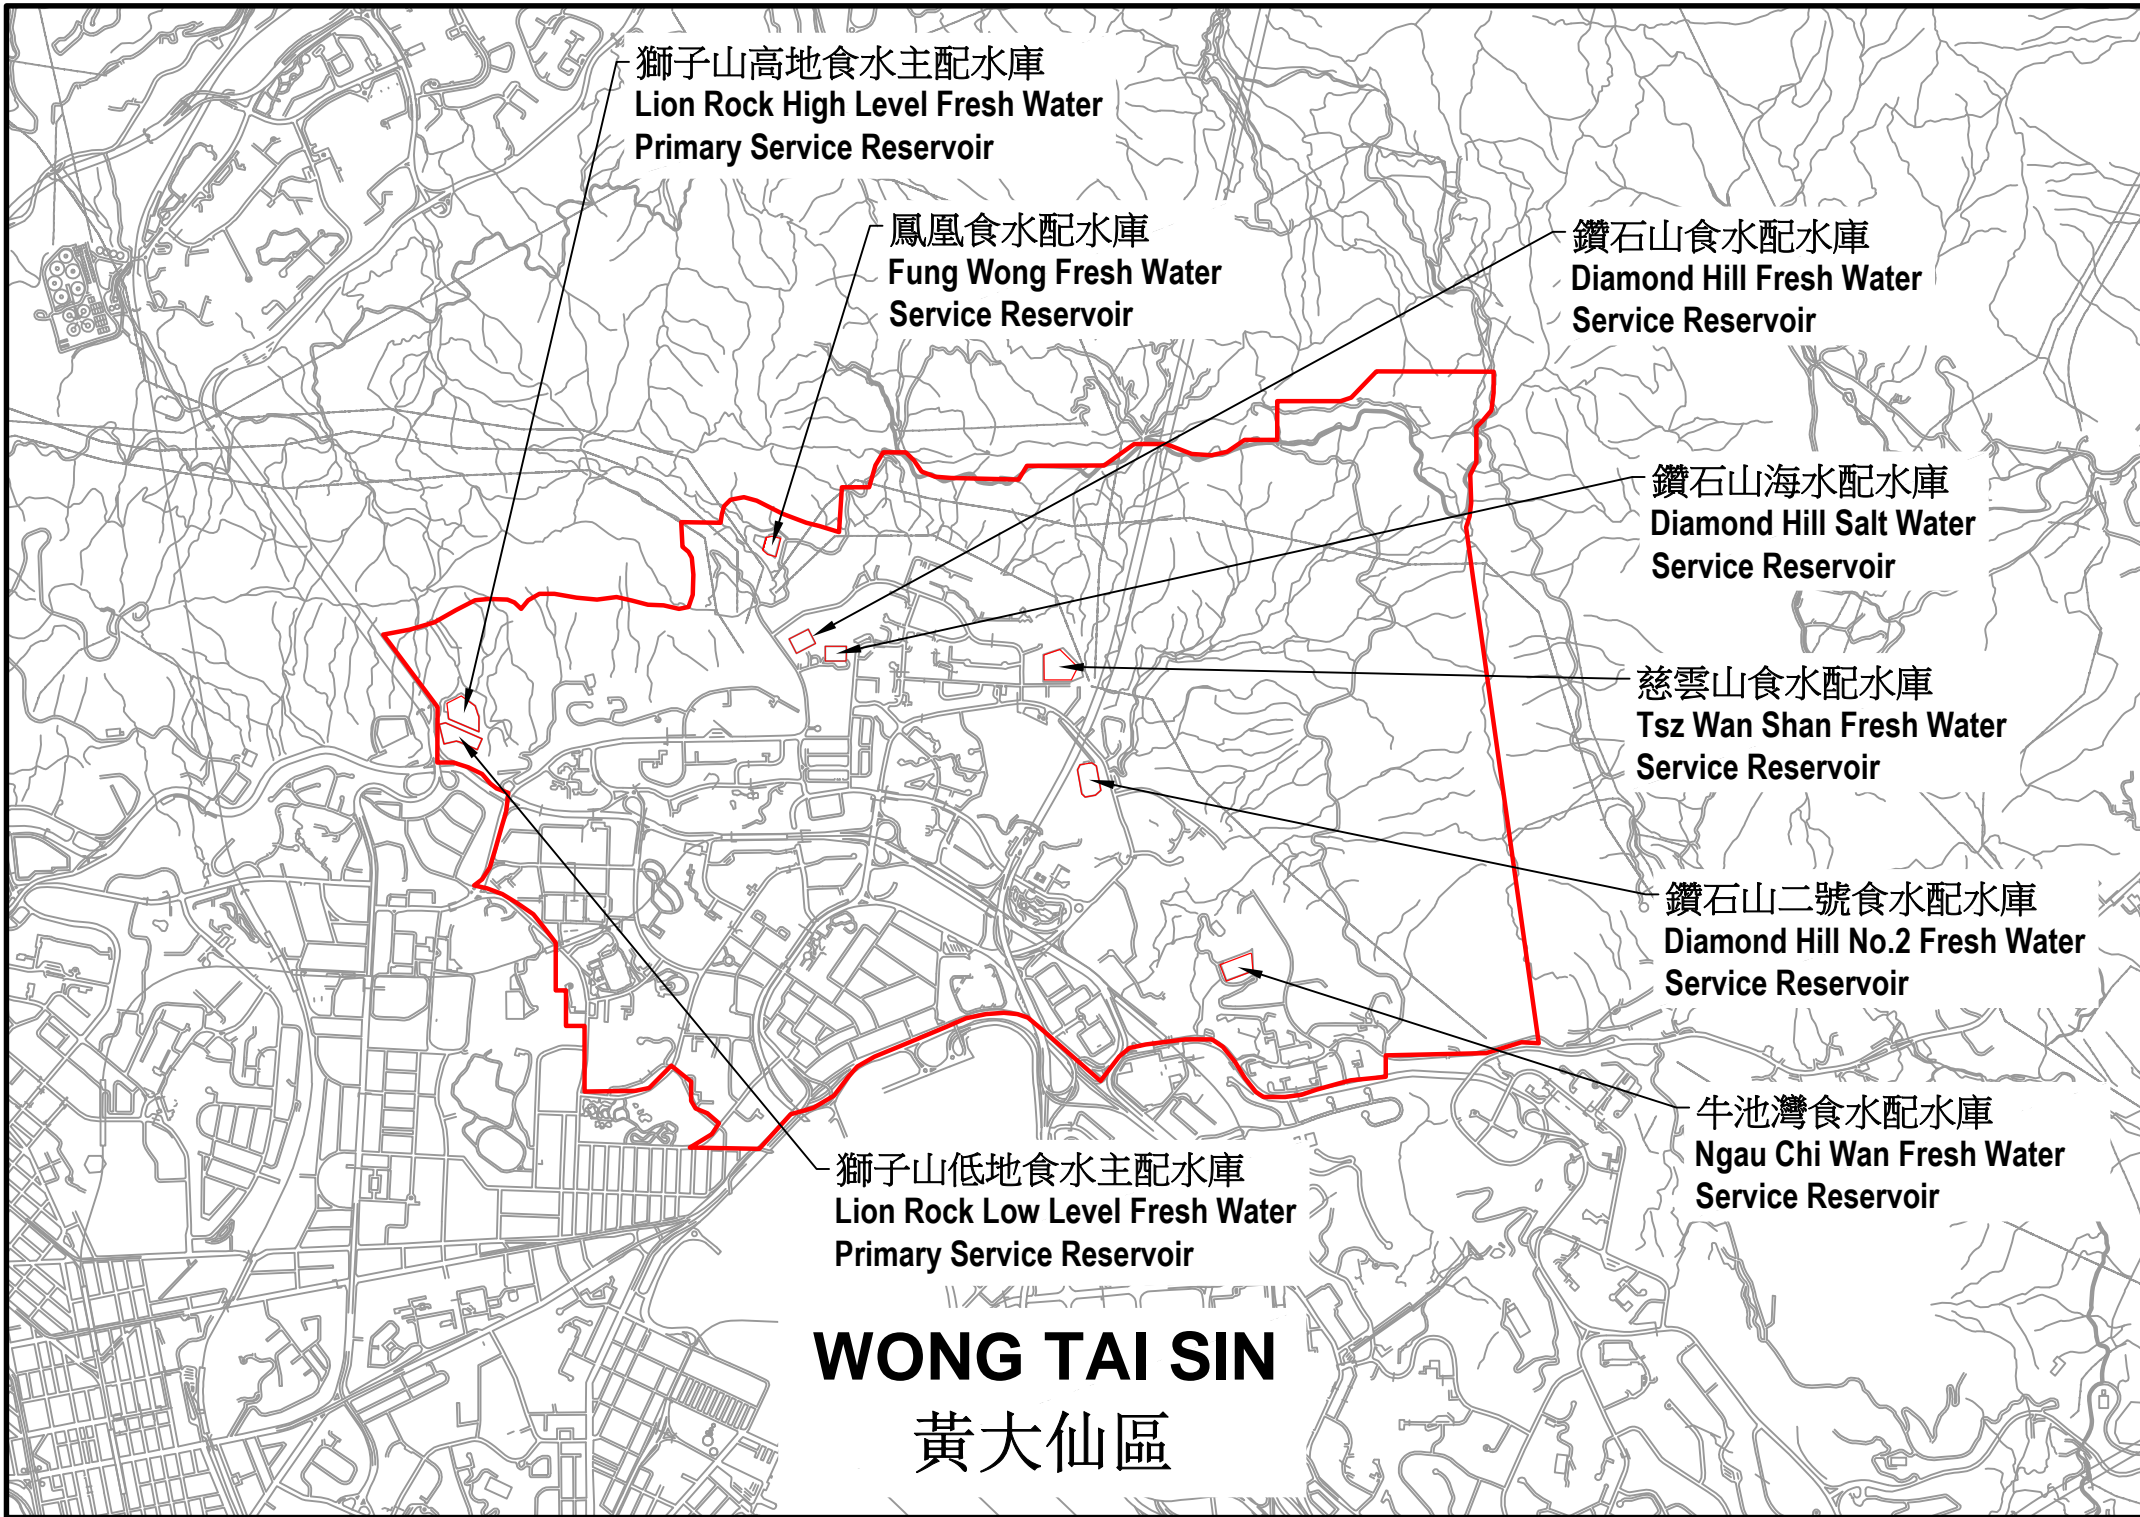 獅子山高地食水主配水庫
Lion Rock High Level Fresh Water
Primary Service Reservoir
鳳凰食水配水庫
Fung Wong Fresh Water
Service Reservoir
鑽石山食水配水庫
Diamond Hill Fresh Water
Service Reservoir
鑽石山海水配水庫
Diamond Hill Salt Water
Service Reservoir
慈雲山食水配水庫
Tsz Wan Shan Fresh Water
Service Reservoir
鑽石山二號食水配水庫
Diamond Hill No.2 Fresh Water
Service Reservoir
牛池灣食水配水庫
Ngau Chi Wan Fresh Water
Service Reservoir
獅子山低地食水主配水庫
Lion Rock Low Level Fresh Water
Primary Service Reservoir
WONG TAI SIN
黃大仙區